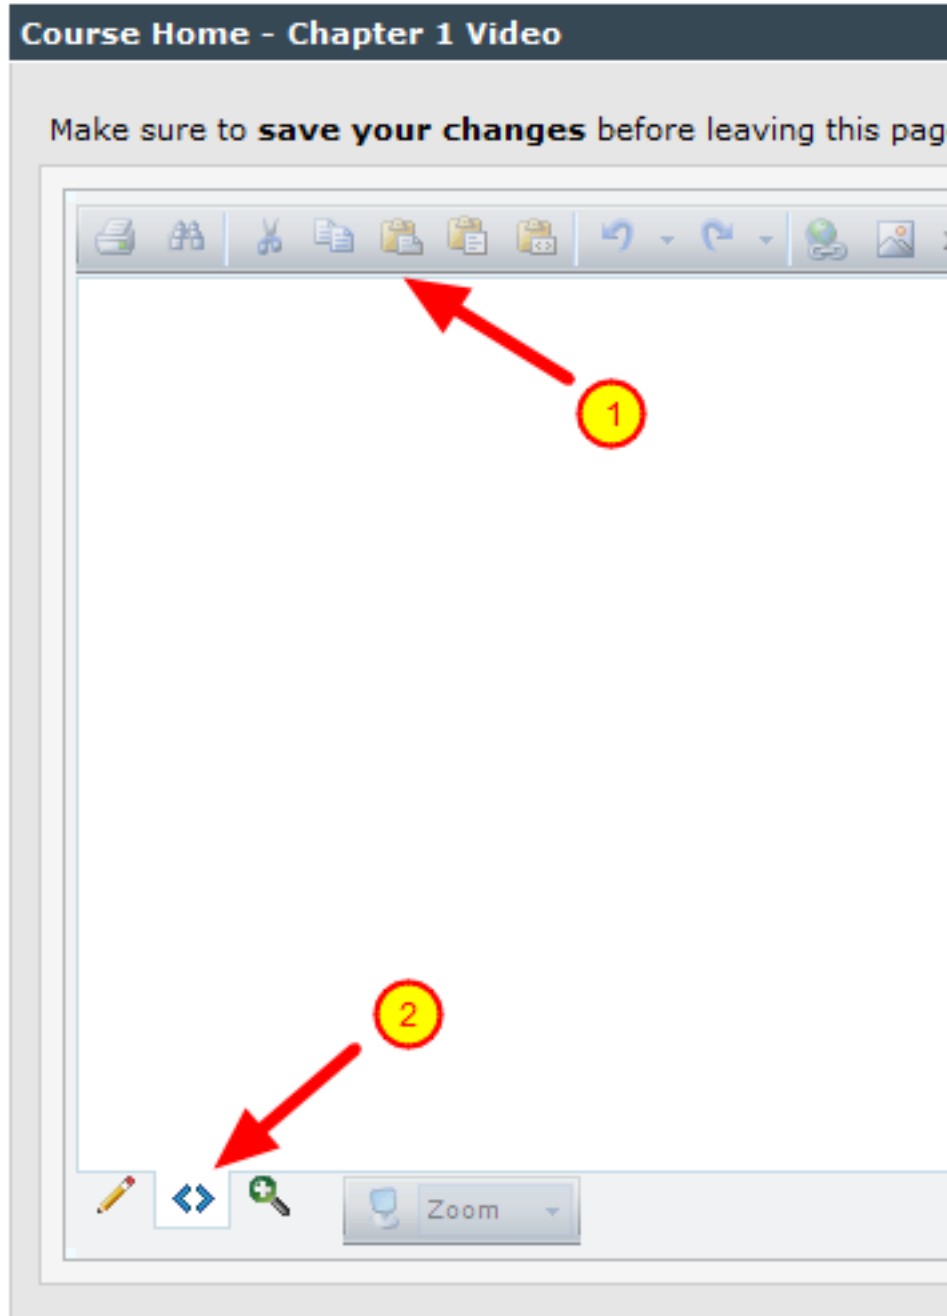 Course Home - Chapter 1 Video
Make sure to save your changes before leaving this pag
1
2
Zoom